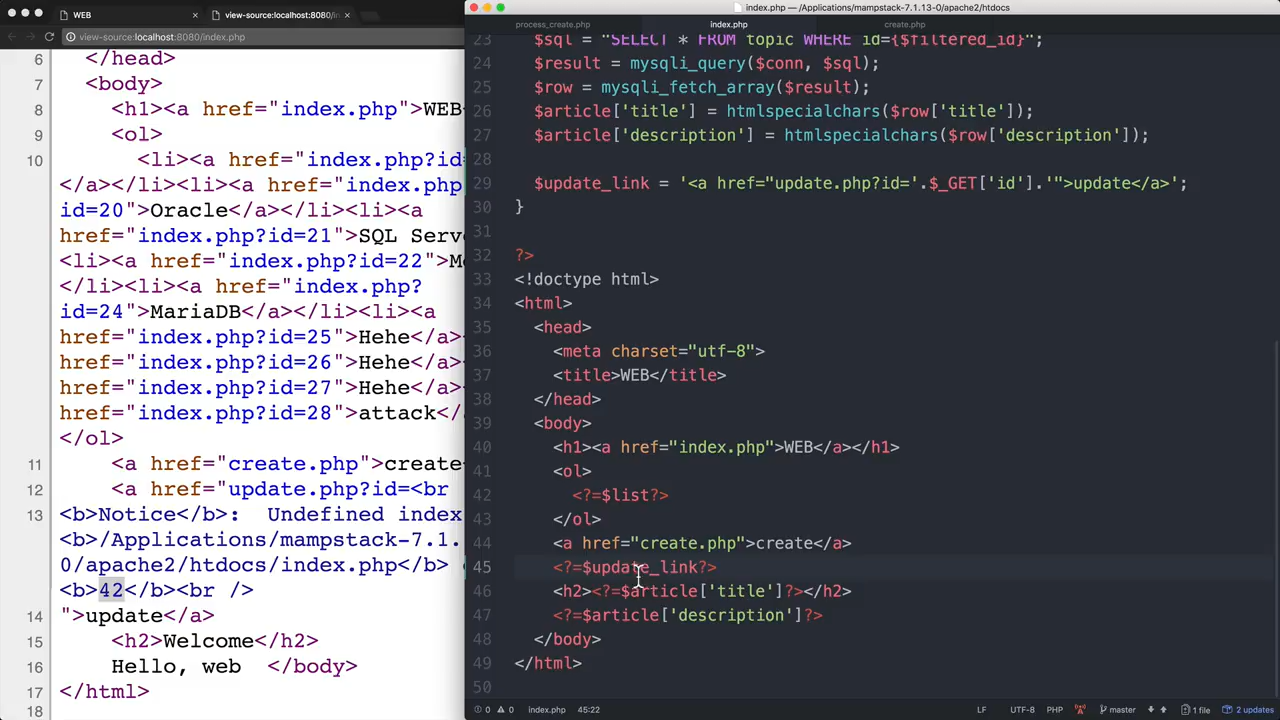 WEB
view-source:localhost:8080/in
view-source:localhost:8080/index.php
6 </head>
7 <body>
8 <h1><a href="index.php">WEB
9 <ol>
10 <li><a href="index.php?id=
</a></li><li><a href="index.php
id=20">Oracle</a></li><li><a
href="index.php?id=21">SQL Serve
<li><a href="index.php?id=22">M
</li><li><a href="index.php?
id=24">MariaDB</a></li><li><a
href="index.php?id=25">Hehe</a>
href="index.php?id=26">Hehe</a>
href="index.php?id=27">Hehe</a>
href="index.php?id=28">attack</
</ol>
11 <a href="create.php">create
12 <a href="update.php?id=<br
13 <b>Notice</b>:  Undefined index
<b>/Applications/mampstack-7.1.
0/apache2/htdocs/index.php</b>
<b>42</b><br />
14 ">update</a>
15 <h2>Welcome</h2>
16 Hello, web  </body>
17 </html>
18
index.php — /Applications/mampstack-7.1.13-0/apache2/htdocs
process_create.php
index.php
create.php
23 $sql = "SELECT * FROM topic WHERE id={$filtered_id}";
24 $result = mysqli_query($conn, $sql);
25 $row = mysqli_fetch_array($result);
26 $article['title'] = htmlspecialchars($row['title']);
27 $article['description'] = htmlspecialchars($row['description']);
28
29 $update_link = '<a href="update.php?id='.$_GET['id'].'">update</a>';
30 }
31
32 ?>
33 <!doctype html>
34 <html>
35 <head>
36 <meta charset="utf-8">
37 <title>WEB</title>
38 </head>
39 <body>
40 <h1><a href="index.php">WEB</a></h1>
41 <ol>
42 <?=$list?>
43 </ol>
44 <a href="create.php">create</a>
45 <?=$update_link?>
46 <h2><?=$article['title']?></h2>
47 <?=$article['description']?>
48 </body>
49 </html>
50
0 0 index.php 45:22
LF UTF-8 PHP master 1 file 2 updates